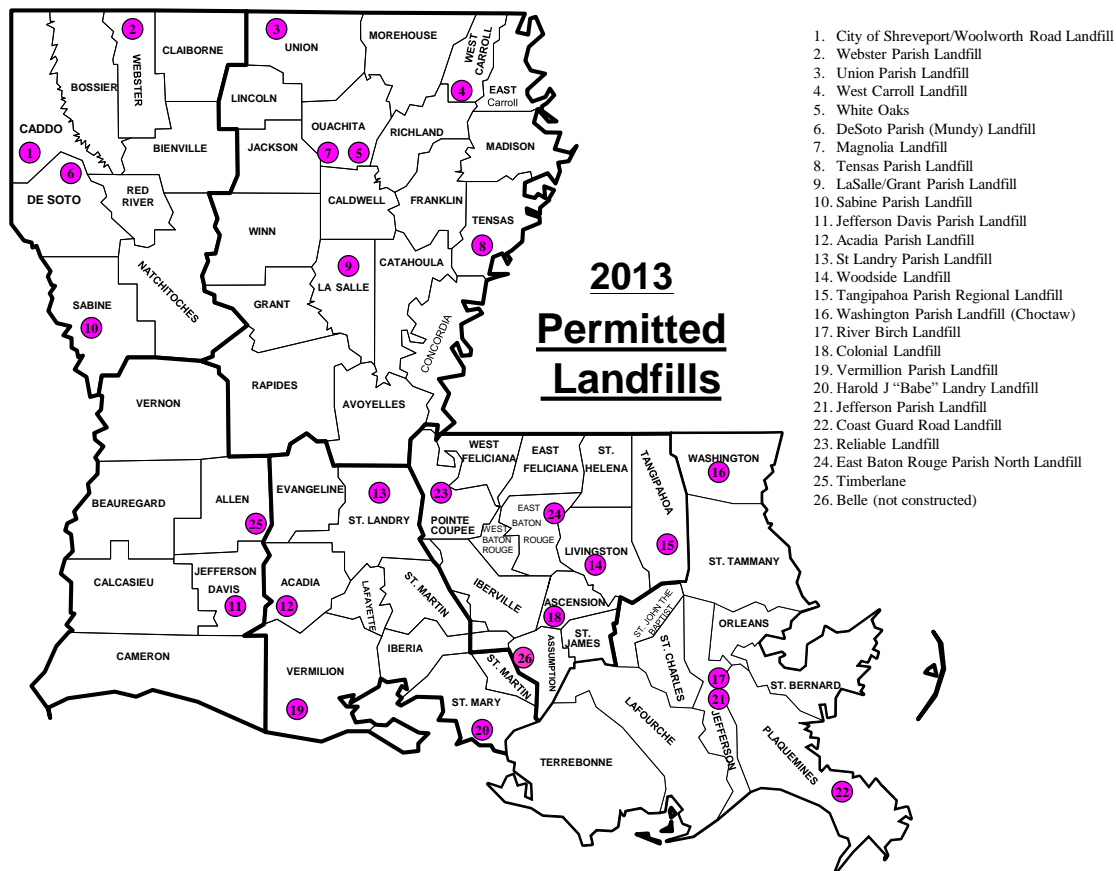 2
3
MOREHOUSE
WEST
CARROLL
UNION
CLAIBORNE
WEBSTER
BOSSIER
4
EAST
Carroll
LINCOLN
CADDO
OUACHITA
RICHLAND
1
BIENVILLE
JACKSON
7
5
MADISON
6
DE SOTO
RED
RIVER
CALDWELL
FRANKLIN
TENSAS
WINN
8
NATCHITOCHES
9
CATAHOULA
LA SALLE
SABINE
GRANT
10
CONCORDIA
2013
Permitted
Landfills
RAPIDES
VERNON
AVOYELLES
WEST
FELICIANA
EAST
FELICIANA
ST.
HELENA
TANGIPAHOA
WASHINGTON
16
BEAUREGARD
ALLEN
EVANGELINE
13
23
ST. LANDRY
POINTE
COUPEE
EAST
BATON
ROUGE
24
25
WEST
BATON
ROUGE
LIVINGSTON
15
14
ST. TAMMANY
CALCASIEU
JEFFERSON
DAVIS
ACADIA
LAFAYETTE
ST. MARTIN
IBERVILLE
11
12
ASCENSION
18
ST. JOHN THE
BAPTIST
ORLEANS
CAMERON
VERMILION
IBERIA
ST.
JAMES
ASSUMPTION
26
ST. MARTIN
ST. CHARLES
17
ST. BERNARD
21
19
ST. MARY
20
LAFOURCHE
JEFFERSON
PLAQUEMINES
TERREBONNE
22
1. City of Shreveport/Woolworth Road Landfill
2. Webster Parish Landfill
3. Union Parish Landfill
4. West Carroll Landfill
5. White Oaks
6. DeSoto Parish (Mundy) Landfill
7. Magnolia Landfill
8. Tensas Parish Landfill
9. LaSalle/Grant Parish Landfill
10. Sabine Parish Landfill
11. Jefferson Davis Parish Landfill
12. Acadia Parish Landfill
13. St Landry Parish Landfill
14. Woodside Landfill
15. Tangipahoa Parish Regional Landfill
16. Washington Parish Landfill (Choctaw)
17. River Birch Landfill
18. Colonial Landfill
19. Vermillion Parish Landfill
20. Harold J “Babe” Landry Landfill
21. Jefferson Parish Landfill
22. Coast Guard Road Landfill
23. Reliable Landfill
24. East Baton Rouge Parish North Landfill
25. Timberlane
26. Belle (not constructed)